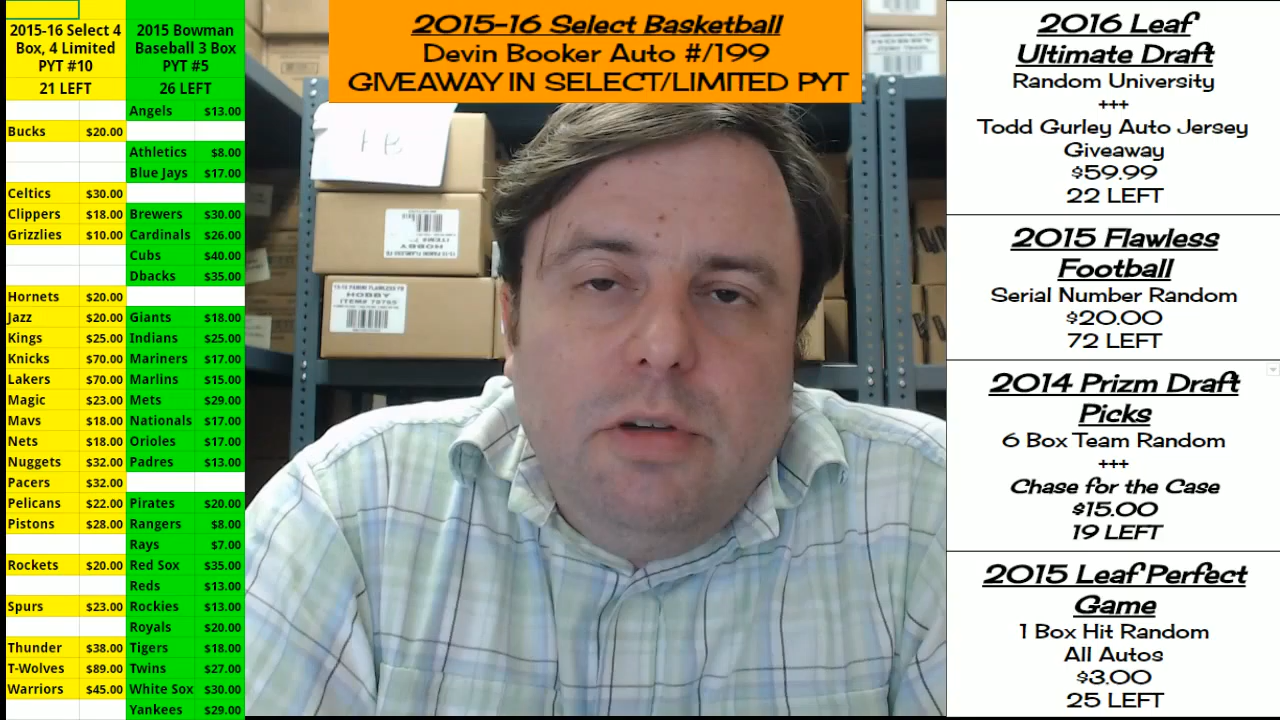 2015-16 Select 4
Box, 4 Limited
PYT #10
21 LEFT
Bucks $20.00
Celtics $30.00
Clippers $18.00
Grizzlies $10.00
Hornets $20.00
Jazz $20.00
Kings $25.00
Knicks $70.00
Lakers $70.00
Magic $23.00
Mavs $18.00
Nets $18.00
Nuggets $32.00
Pacers $32.00
Pelicans $22.00
Pistons $28.00
Rockets $20.00
Spurs $23.00
Thunder $38.00
T-Wolves $89.00
Warriors $45.00
2015 Bowman
Baseball 3 Box
PYT #5
26 LEFT
Angels $13.00
Athletics $8.00
Blue Jays $17.00
Brewers $30.00
Cardinals $26.00
Cubs $40.00
Dbacks $35.00
Giants $18.00
Indians $25.00
Mariners $17.00
Marlins $15.00
Mets $29.00
Nationals $17.00
Orioles $17.00
Padres $13.00
Pirates $20.00
Rangers $8.00
Rays $7.00
Red Sox $35.00
Reds $13.00
Rockies $13.00
Royals $20.00
Tigers $18.00
Twins $27.00
White Sox $30.00
Yankees $29.00
2015-16 Select Basketball
Devin Booker Auto #/199
GIVEAWAY IN SELECT/LIMITED PYT
HOBBY
HOBBY
2016 Leaf
Ultimate Draft
Random University
+++
Todd Gurley Auto Jersey
Giveaway
$59.99
22 LEFT
2015 Flawless
Football
Serial Number Random
$20.00
72 LEFT
2014 Prizm Draft
Picks
6 Box Team Random
+++
Chase for the Case
$15.00
19 LEFT
2015 Leaf Perfect
Game
1 Box Hit Random
All Autos
$3.00
25 LEFT